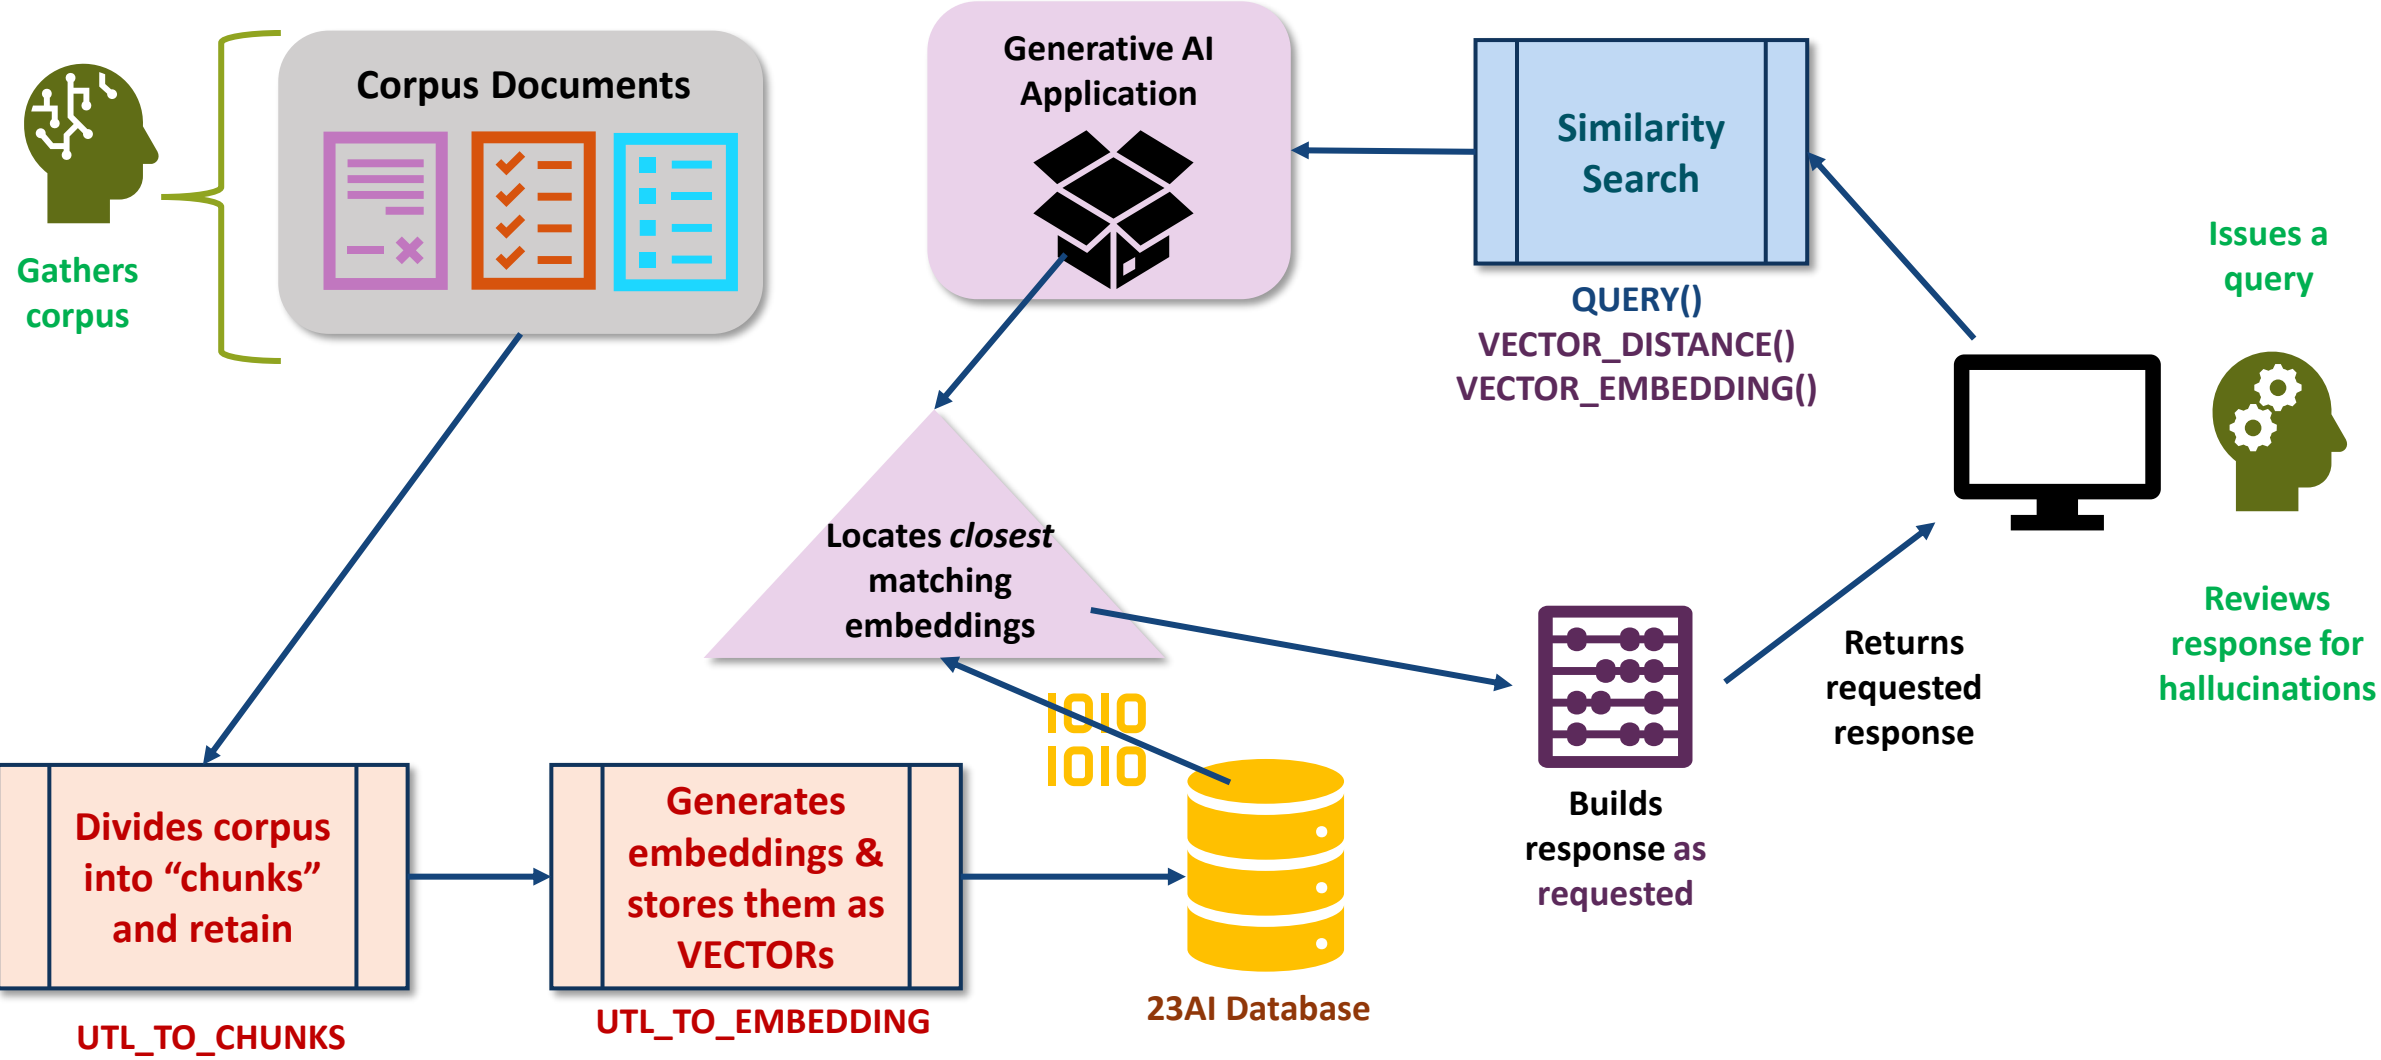 Corpus Documents
Gathers
corpus
Generative AI
Application
Similarity
Search
QUERY()
VECTOR_DISTANCE()
VECTOR_EMBEDDING()
Issues a
query
Locates closest
matching
embeddings
1010
1010
Reviews
response for
hallucinations
Returns
requested
response
Builds
response as
requested
Divides corpus
into “chunks”
and retain
UTL_TO_CHUNKS
Generates
embeddings &
stores them as
VECTORs
UTL_TO_EMBEDDING
23AI Database